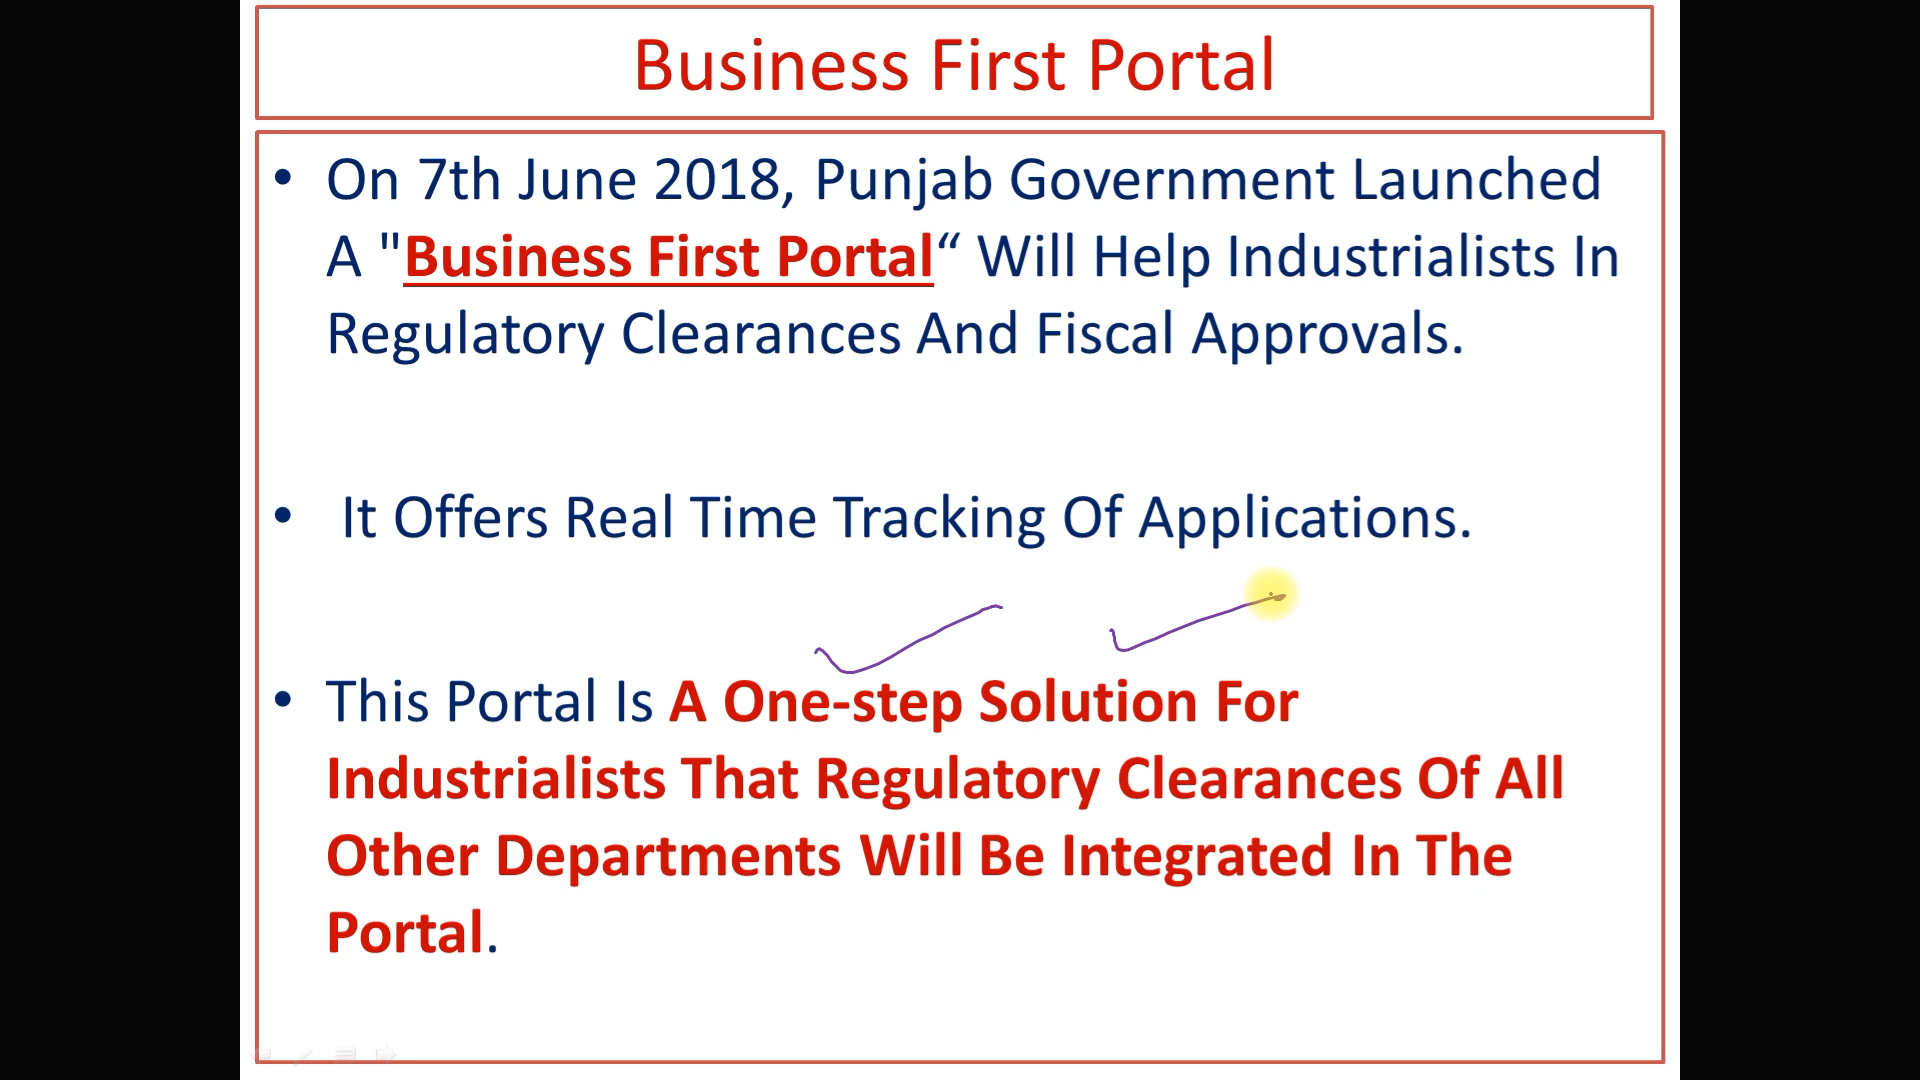 Business First Portal
• On 7th June 2018, Punjab Government Launched
A "Business First Portal“ Will Help Industrialists In
Regulatory Clearances And Fiscal Approvals.
• It Offers Real Time Tracking Of Applications.
• This Portal Is A One-step Solution For
Industrialists That Regulatory Clearances Of All
Other Departments Will Be Integrated In The
Portal.